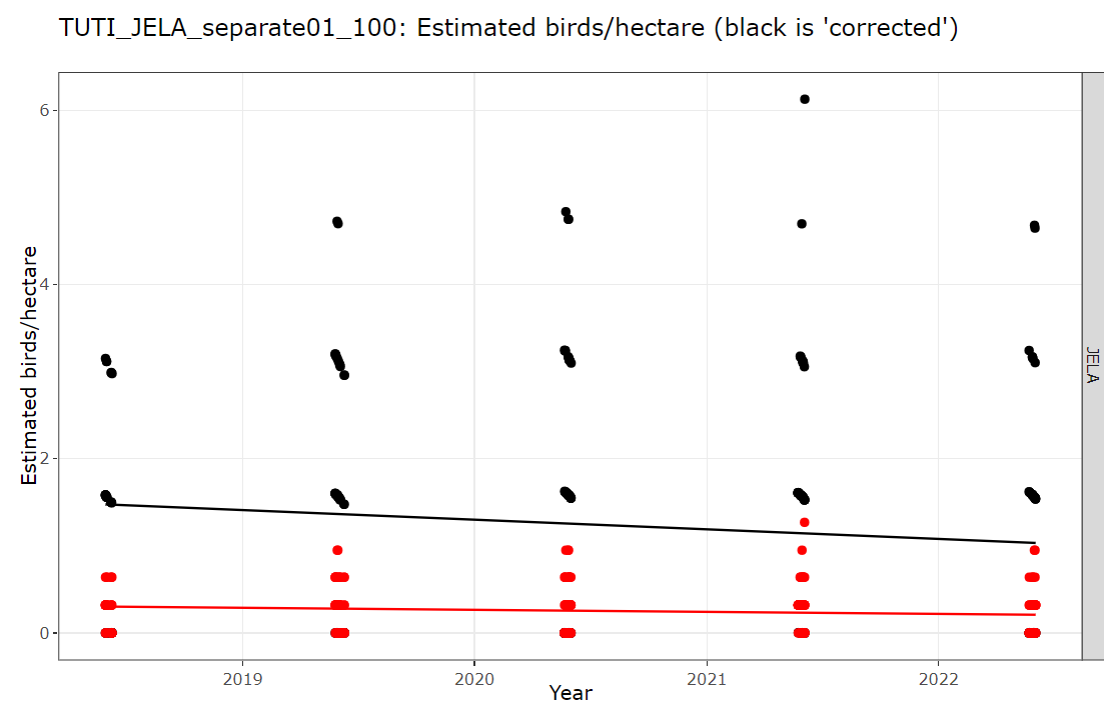 TUTI_JELA_separate01_100: Estimated birds/hectare (black is 'corrected')
6
4
2
0
Estimated birds/hectare
JELA
2019
2020
2021
2022
Year